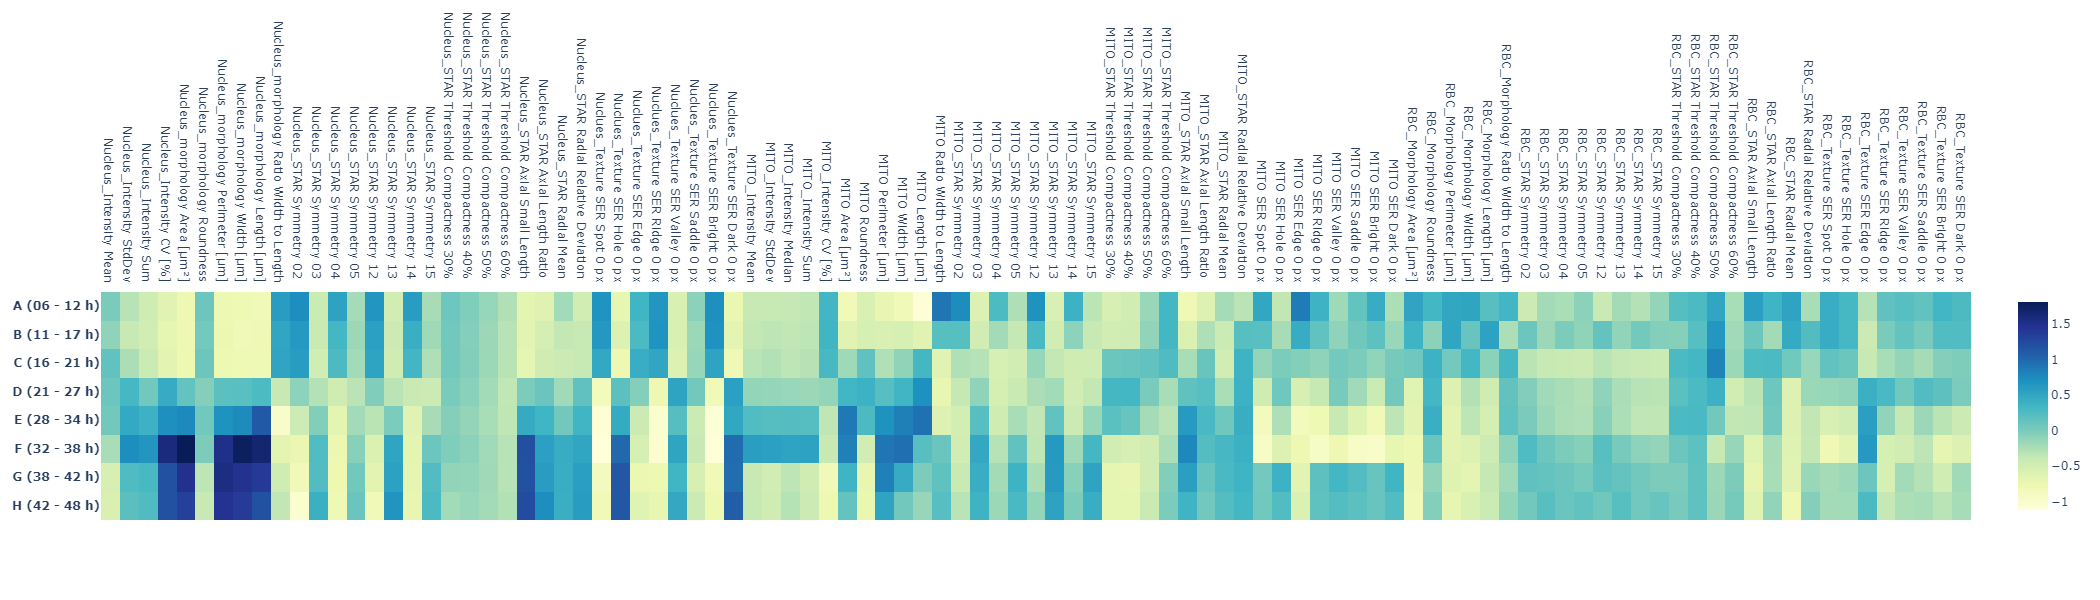 Nucleus_Intensity Mean
Nucleus_Intensity StdDev
Nucleus_Intensity Sum
Nucleus_Intensity CV [%]
Nucleus_morphology Area [µm²]
Nucleus_morphology Roundness
Nucleus_morphology Perimeter [µm]
Nucleus_morphology Width [µm]
Nucleus_morphology Length [µm]
Nucleus_morphology Ratio Width to Length
Nucleus_STAR Symmetry 02
Nucleus_STAR Symmetry 03
Nucleus_STAR Symmetry 04
Nucleus_STAR Symmetry 05
Nucleus_STAR Symmetry 12
Nucleus_STAR Symmetry 13
Nucleus_STAR Symmetry 14
Nucleus_STAR Symmetry 15
Nucleus_STAR Threshold Compactness 30%
Nucleus_STAR Threshold Compactness 40%
Nucleus_STAR Threshold Compactness 50%
Nucleus_STAR Threshold Compactness 60%
Nucleus_STAR Axial Small Length
Nucleus_STAR Axial Length Ratio
Nucleus_STAR Radial Mean
Nucleus_STAR Radial Relative Deviation
Nuclues_Texture SER Spot 0 px
Nuclues_Texture SER Hole 0 px
Nuclues_Texture SER Edge 0 px
Nuclues_Texture SER Ridge 0 px
Nuclues_Texture SER Valley 0 px
Nuclues_Texture SER Saddle 0 px
Nuclues_Texture SER Bright 0 px
Nuclues_Texture SER Dark 0 px
MITO_Intensity Mean
MITO_Intensity StdDev
MITO_Intensity Median
MITO_Intensity Sum
MITO_Intensity CV [%]
MITO Area [µm²]
MITO Roundness
MITO Perimeter [µm]
MITO Width [µm]
MITO Length [µm]
MITO Ratio Width to Length
MITO_STAR Symmetry 02
MITO_STAR Symmetry 03
MITO_STAR Symmetry 04
MITO_STAR Symmetry 05
MITO_STAR Symmetry 12
MITO_STAR Symmetry 13
MITO_STAR Symmetry 14
MITO_STAR Symmetry 15
MITO_STAR Threshold Compactness 30%
MITO_STAR Threshold Compactness 40%
MITO_STAR Threshold Compactness 50%
MITO_STAR Threshold Compactness 60%
MITO_STAR Axial Small Length
MITO_STAR Axial Length Ratio
MITO_STAR Radial Mean
MITO_STAR Radial Relative Deviation
MITO SER Spot 0 px
MITO SER Hole 0 px
MITO SER Edge 0 px
MITO SER Ridge 0 px
MITO SER Valley 0 px
MITO SER Saddle 0 px
MITO SER Bright 0 px
MITO SER Dark 0 px
RBC_Morphology Area [µm²]
RBC_Morphology Roundness
RBC_Morphology Perimeter [µm]
RBC_Morphology Width [µm]
RBC_Morphology Length [µm]
RBC_Morphology Ratio Width to Length
RBC_STAR Symmetry 02
RBC_STAR Symmetry 03
RBC_STAR Symmetry 04
RBC_STAR Symmetry 05
RBC_STAR Symmetry 12
RBC_STAR Symmetry 13
RBC_STAR Symmetry 14
RBC_STAR Symmetry 15
RBC_STAR Threshold Compactness 30%
RBC_STAR Threshold Compactness 40%
RBC_STAR Threshold Compactness 50%
RBC_STAR Threshold Compactness 60%
RBC_STAR Axial Small Length
RBC_STAR Axial Length Ratio
RBC_STAR Radial Mean
RBC_STAR Radial Relative Deviation
RBC_Texture SER Spot 0 px
RBC_Texture SER Hole 0 px
RBC_Texture SER Edge 0 px
RBC_Texture SER Ridge 0 px
RBC_Texture SER Valley 0 px
RBC_Texture SER Saddle 0 px
RBC_Texture SER Bright 0 px
RBC_Texture SER Dark 0 px
A (06 - 12 h)
B (11 - 17 h)
C (16 - 21 h)
D (21 - 27 h)
E (28 - 34 h)
F (32 - 38 h)
G (38 - 42 h)
H (42 - 48 h)
1.5
1
0.5
0
−0.5
−1